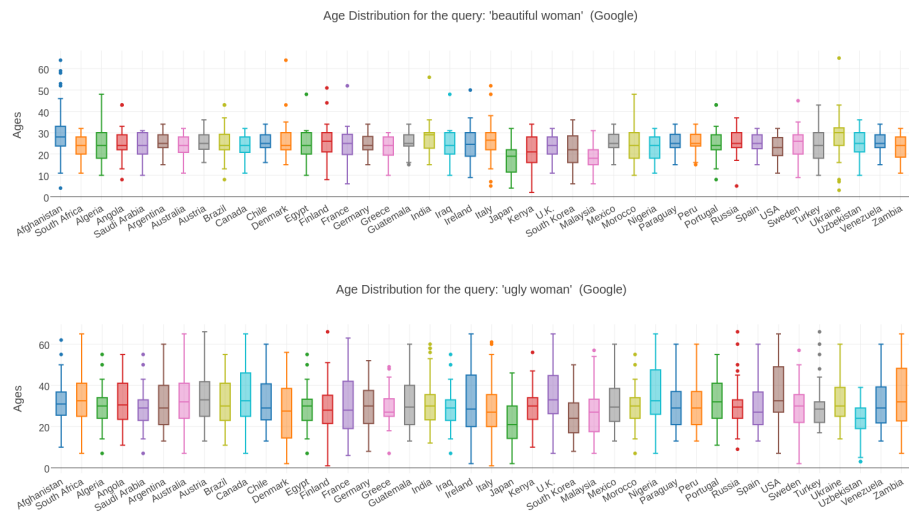 Age Distribution for the query: 'beautiful woman'  (Google)
Ages
60
50
40
30
20
10
0
Afghanistan South Africa Algeria Angola Saudi Arabia Argentina Australia Austria Brazil Canada Chile Denmark Egypt Finland France Germany Greece Guatemala India Iraq Ireland Italy Japan Kenya U.K. South Korea Malaysia Mexico Morocco Nigeria Paraguay Peru Portugal Russia Spain USA Sweden Turkey Ukraine Uzbekistan Venezuela Zambia
Age Distribution for the query: 'ugly woman'  (Google)
Ages
60
40
20
0
Afghanistan South Africa Algeria Angola Saudi Arabia Argentina Australia Austria Brazil Canada Chile Denmark Egypt Finland France Germany Greece Guatemala India Iraq Ireland Italy Japan Kenya U.K. South Korea Malaysia Mexico Morocco Nigeria Paraguay Peru Portugal Russia Spain USA Sweden Turkey Ukraine Uzbekistan Venezuela Zambia